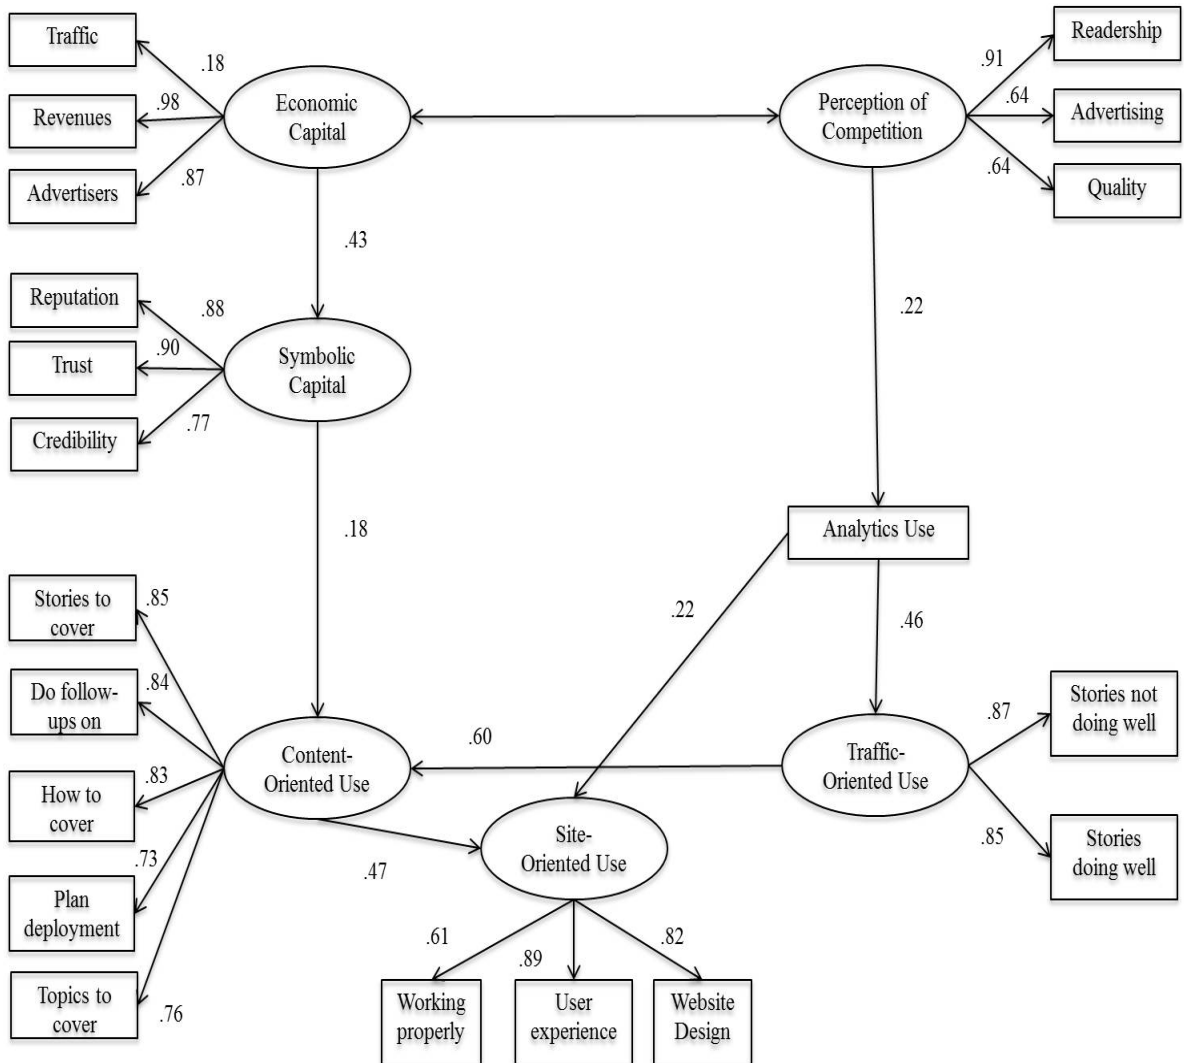 Traffic
.18
Revenues
.98
Advertisers
.87
Economic
Capital
Perception of
Competition
.91
Readership
.64
Advertising
.64
Quality
.43
.22
Reputation
.88
Trust
.90
Credibility
.77
Symbolic
Capital
.18
Analytics Use
.22
.46
Stories to
cover
.85
Do follow-
ups on
.84
How to
cover
.83
Plan
deployment
.73
Topics to
cover
.76
Content-
Oriented Use
.60
Traffic-
Oriented Use
.87
Stories not
doing well
.85
Stories
doing well
.47
Site-
Oriented Use
.61
.89
.82
Working
properly
User
experience
Website
Design